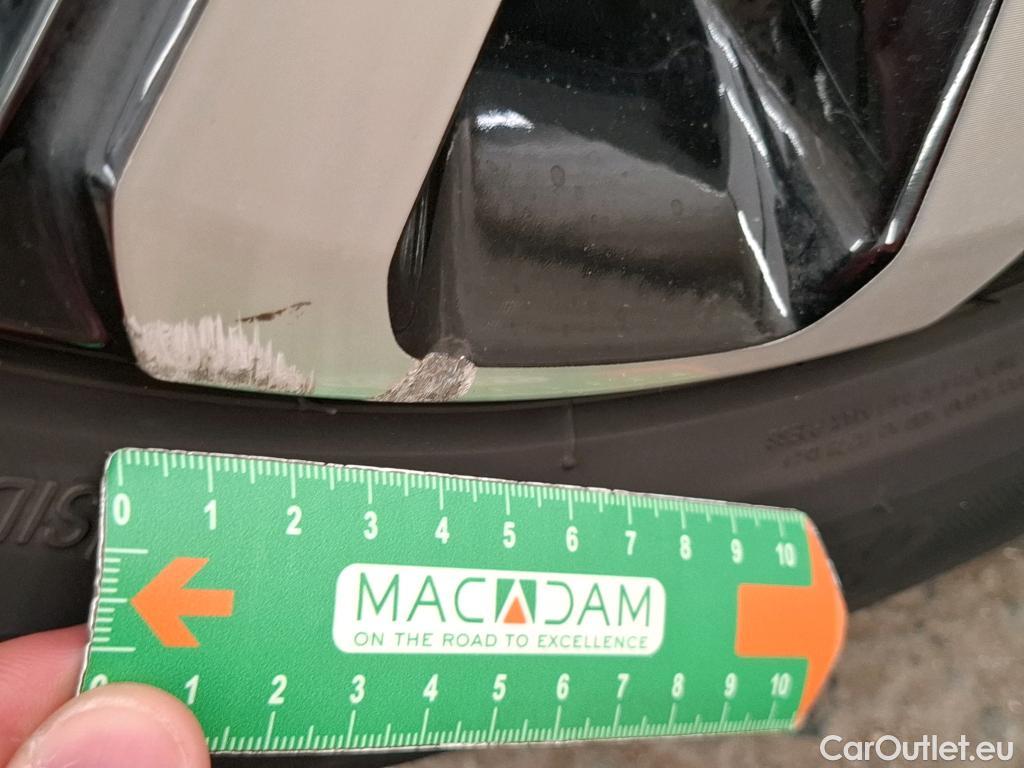 0 1 2 3 4 5 6 7 8 9 10
MACADAM
ON THE ROAD TO EXCELLENCE
0 1 2 3 4 5 6 7 8 9 10
CarOutlet.eu